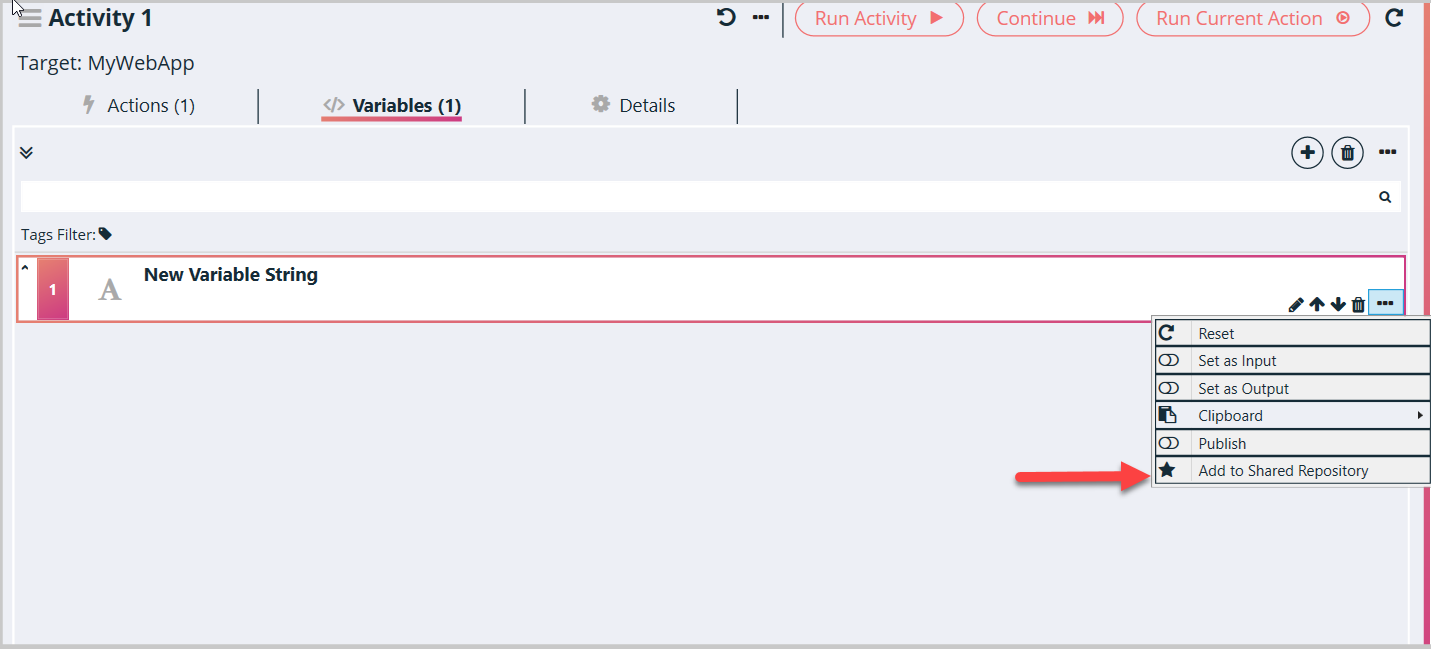 Activity 1
Run Activity
Continue
Run Current Action
Target: MyWebApp
Actions (1)
Variables (1)
Details
Tags Filter:
1
A
New Variable String
Reset
Set as Input
Set as Output
Clipboard
Publish
Add to Shared Repository